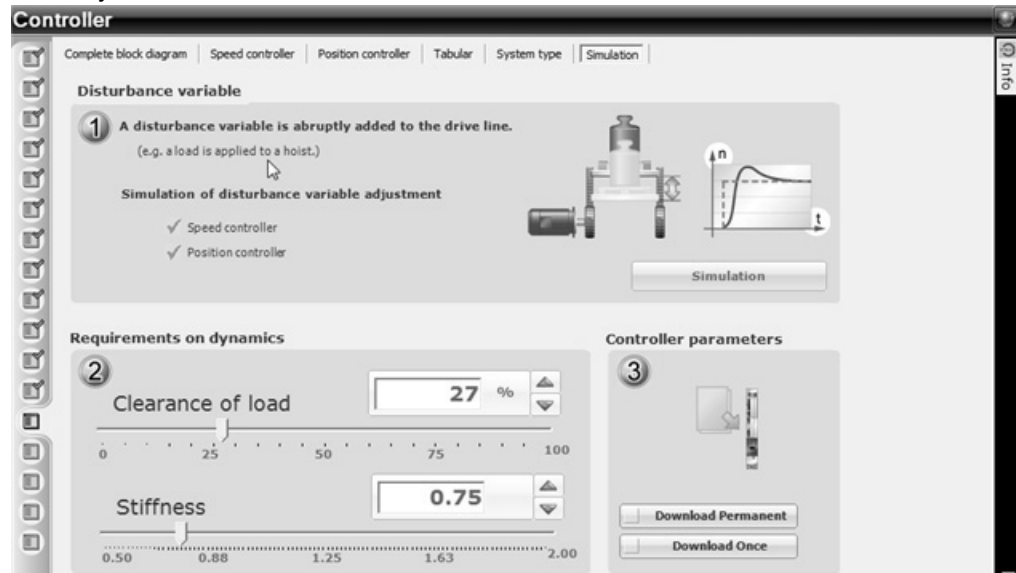 Controller
Complete block diagram
Speed controller
Position controller
Tabular
System type
Simulation
Info
Disturbance variable
1
A disturbance variable is abruptly added to the drive line.
(e.g. a load is applied to a hoist.)
Simulation of disturbance variable adjustment
Speed controller
Position controller
n
t
Simulation
Requirements on dynamics
2
Clearance of load
27 %
0 25 50 75 100
Stiffness
0.75
0.50 0.88 1.25 1.63 2.00
Controller parameters
3
Download Permanent
Download Once